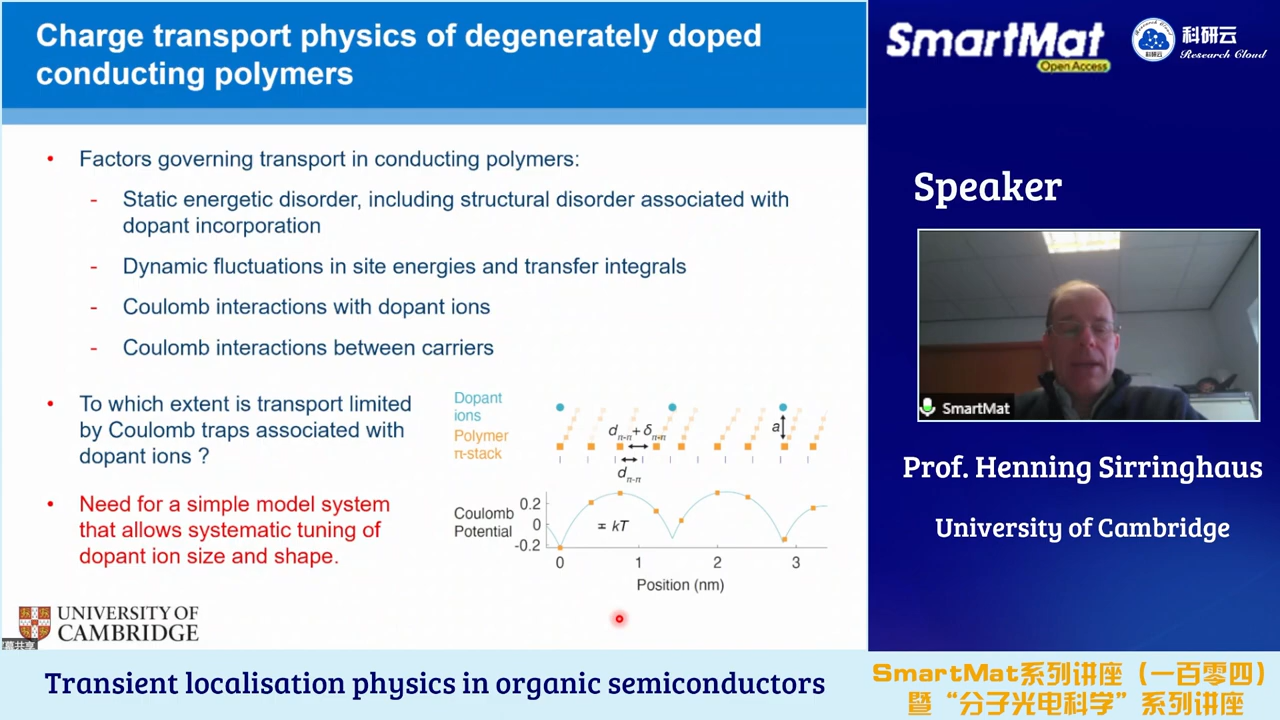 Charge transport physics of degenerately doped
conducting polymers
• Factors governing transport in conducting polymers:
- Static energetic disorder, including structural disorder associated with
dopant incorporation
- Dynamic fluctuations in site energies and transfer integrals
- Coulomb interactions with dopant ions
- Coulomb interactions between carriers
• To which extent is transport limited
by Coulomb traps associated with
dopant ions ?
• Need for a simple model system
that allows systematic tuning of
dopant ion size and shape.
Dopant
ions
Polymer
π-stack
dπ-π + δπ-π
dπ-π
a
Coulomb
Potential
0.2
0
-0.2
kT
0 1 2 3
Position (nm)
UNIVERSITY OF
CAMBRIDGE
SmartMat
Open Access
科研云
Research Cloud
Speaker
SmartMat
Prof. Henning Sirringhaus
University of Cambridge
Transient localisation physics in organic semiconductors
SmartMat系列讲座（一百零四）
暨“分子光电科学”系列讲座